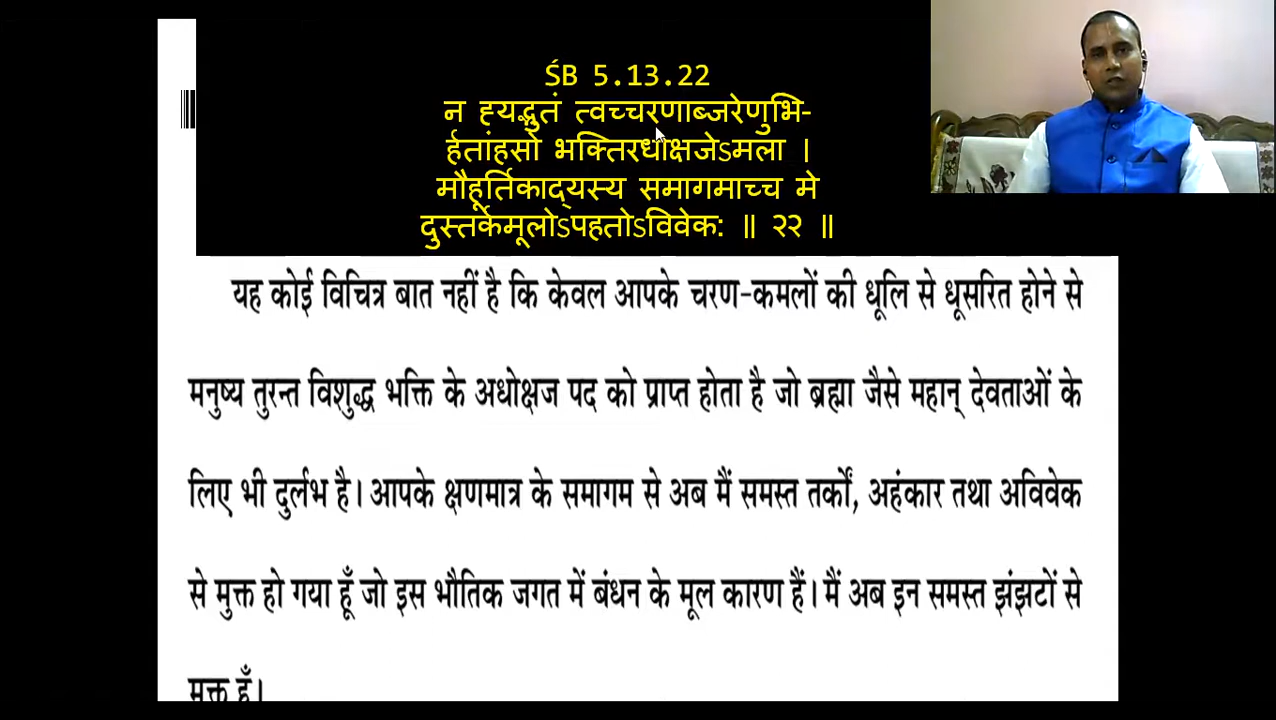 ŚB 5.13.22
न ह्यद्भुतं त्वच्चरणाब्जरेणुभि-
र्हतांहसो भक्तिरधोक्षजेऽमला ।
मौहूर्तिकाद्यस्य समागमाच्च मे
दुस्तर्कमूलोऽपहतोऽविवेक: ॥ २२ ॥
यह कोई विचित्र बात नहीं है कि केवल आपके चरण-कमलों की धूलि से धूसरित होने से
मनुष्य तुरन्त विशुद्ध भक्ति के अधोक्षज पद को प्राप्त होता है जो ब्रह्मा जैसे महान् देवताओं के
लिए भी दुर्लभ है। आपके क्षणमात्र के समागम से अब मैं समस्त तर्कों, अहंकार तथा अविवेक
से मुक्त हो गया हूँ जो इस भौतिक जगत में बंधन के मूल कारण हैं। मैं अब इन समस्त झंझटों से
मुक्त हूँ।